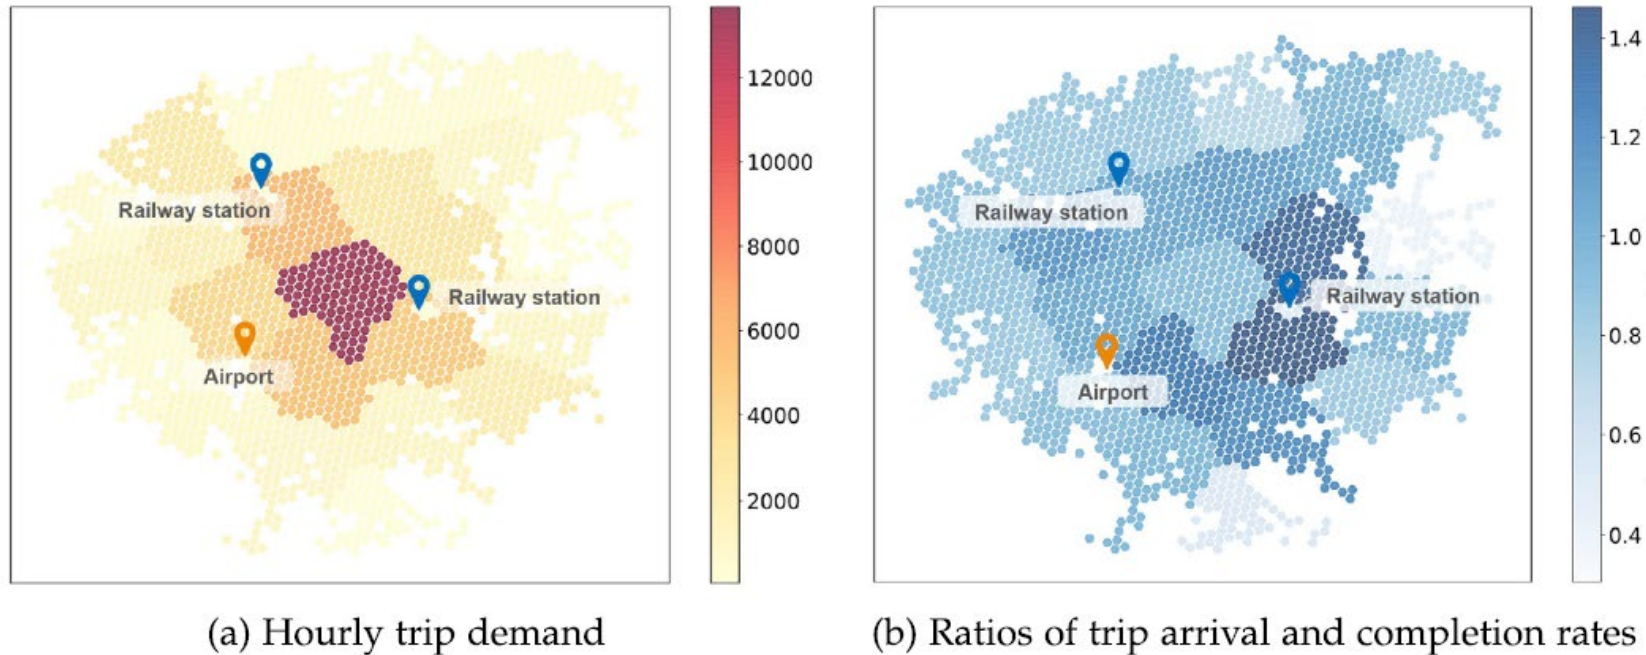 Railway station
Railway station
Airport
12000
10000
8000
6000
4000
2000
(a) Hourly trip demand
Railway station
Railway station
Airport
1.4
1.2
1.0
0.8
0.6
0.4
(b) Ratios of trip arrival and completion rates